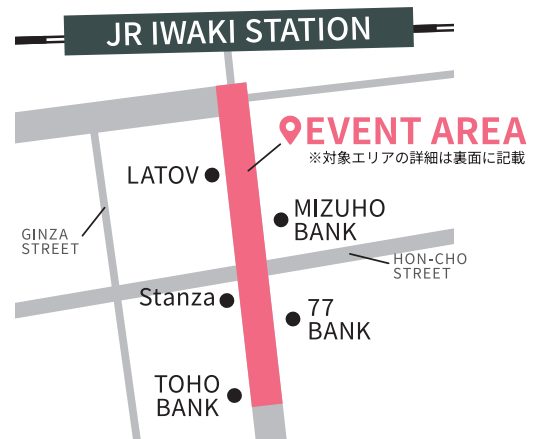 JR IWAKI STATION
EVENT AREA
※対象エリアの詳細は裏面に記載
LATOV
MIZUHO
BANK
GINZA
STREET
HON-CHO
STREET
Stanza
77
BANK
TOHO
BANK